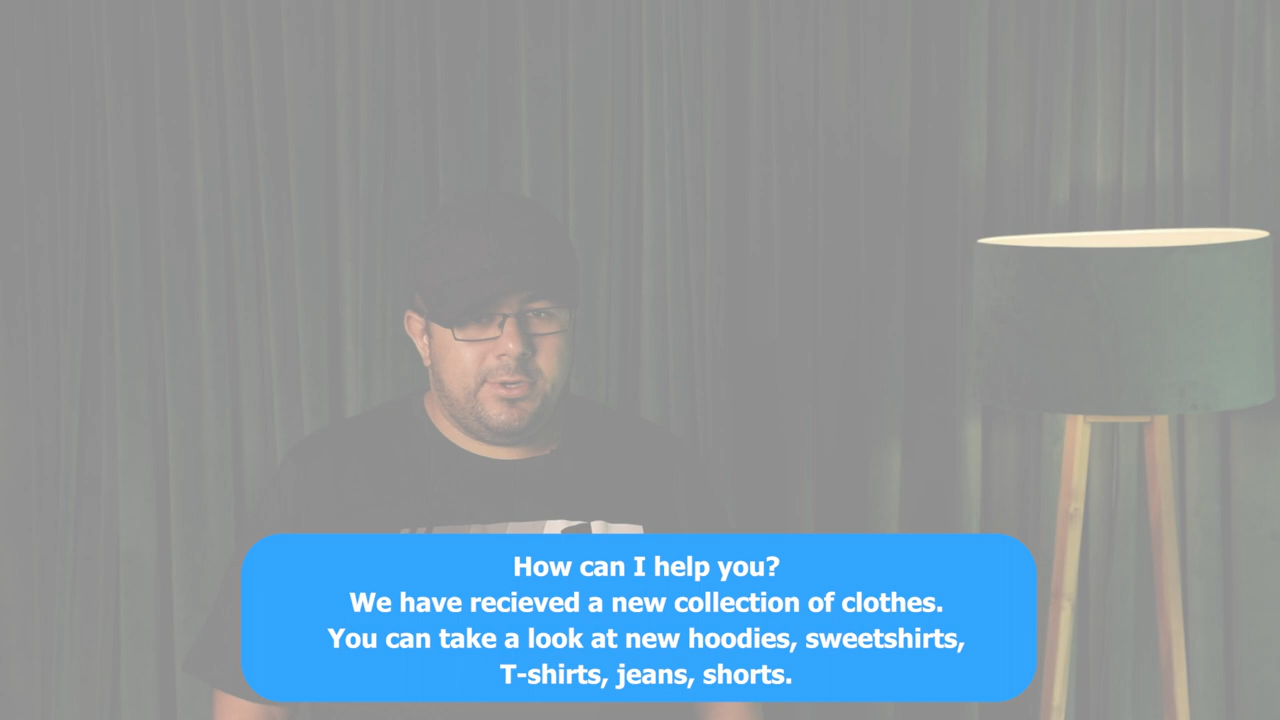 How can I help you?
We have recieved a new collection of clothes.
You can take a look at new hoodies, sweetshirts,
T-shirts, jeans, shorts.